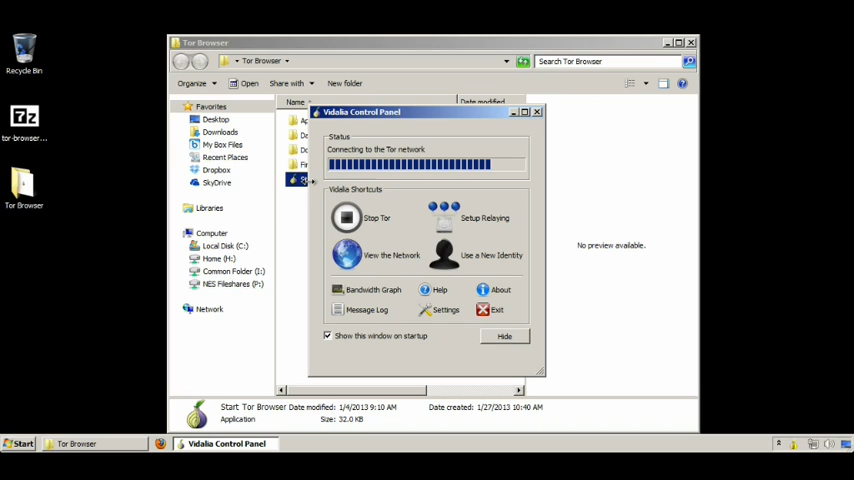 Tor Browser
Tor Browser
Search Tor Browser
Organize
Open
Share with
New folder
Recycle Bin
tor-browser...
Tor Browser
Favorites
Desktop
Downloads
My Box Files
Recent Places
Dropbox
SkyDrive
Libraries
Computer
Local Disk (C:)
Home (H:)
Common Folder (I:)
NES Fileshares (P:)
Network
Name
Date modified
Vidalia Control Panel
Status
Connecting to the Tor network
Vidalia Shortcuts
Stop Tor
Setup Relaying
View the Network
Use a New Identity
Bandwidth Graph
Help
About
Message Log
Settings
Exit
Show this window on startup
Hide
No preview available.
Start Tor Browser Date modified: 1/4/2013 9:10 AM
Date created: 1/27/2013 10:40 AM
Application
Size: 32.0 KB
Start
Tor Browser
Vidalia Control Panel